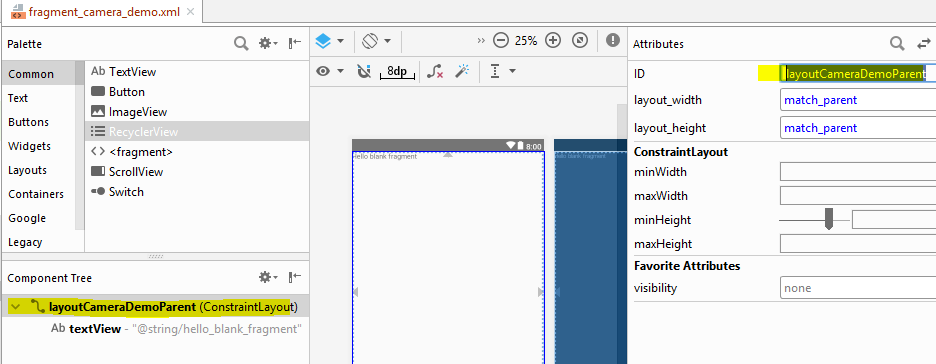 fragment_camera_demo.xml
Palette
Common
Text
Buttons
Widgets
Layouts
Containers
Google
Legacy
Ab TextView
Button
ImageView
RecyclerView
<> <fragment>
ScrollView
Switch
Component Tree
layoutCameraDemoParent (ConstraintLayout)
Ab textView - "@string/hello_blank_fragment"
>> 25%
8dp
8:00
Hello blank fragment
Hello blank fragment
Attributes
ID layoutCameraDemoParent
layout_width match_parent
layout_height match_parent
ConstraintLayout
minWidth
maxWidth
minHeight
maxHeight
Favorite Attributes
visibility none